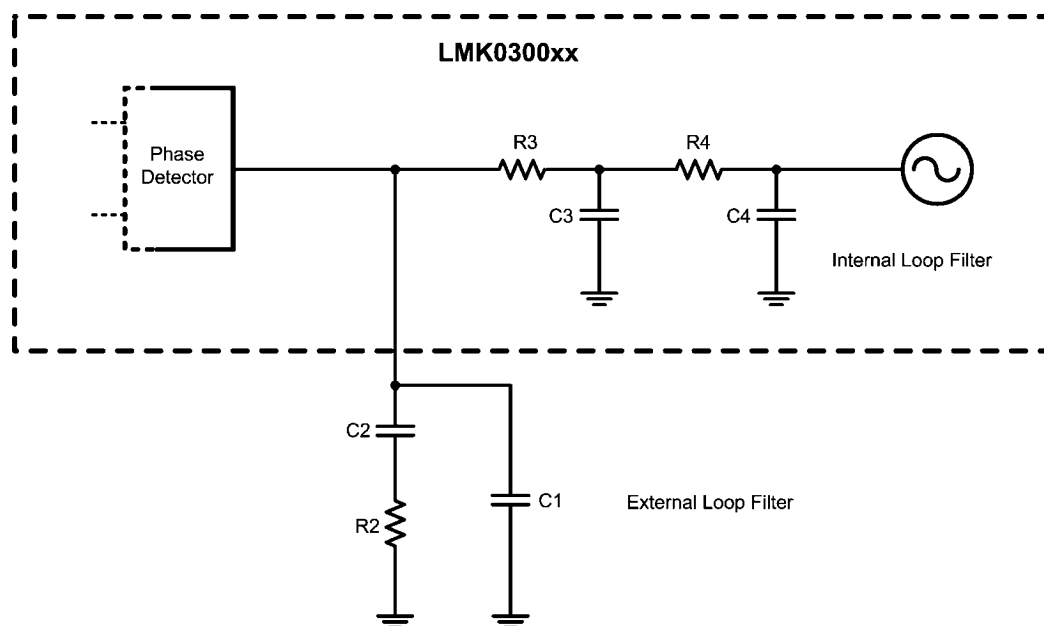 LMK0300xx
Phase
Detector
R3
R4
C3
C4
Internal Loop Filter
C2
R2
C1
External Loop Filter